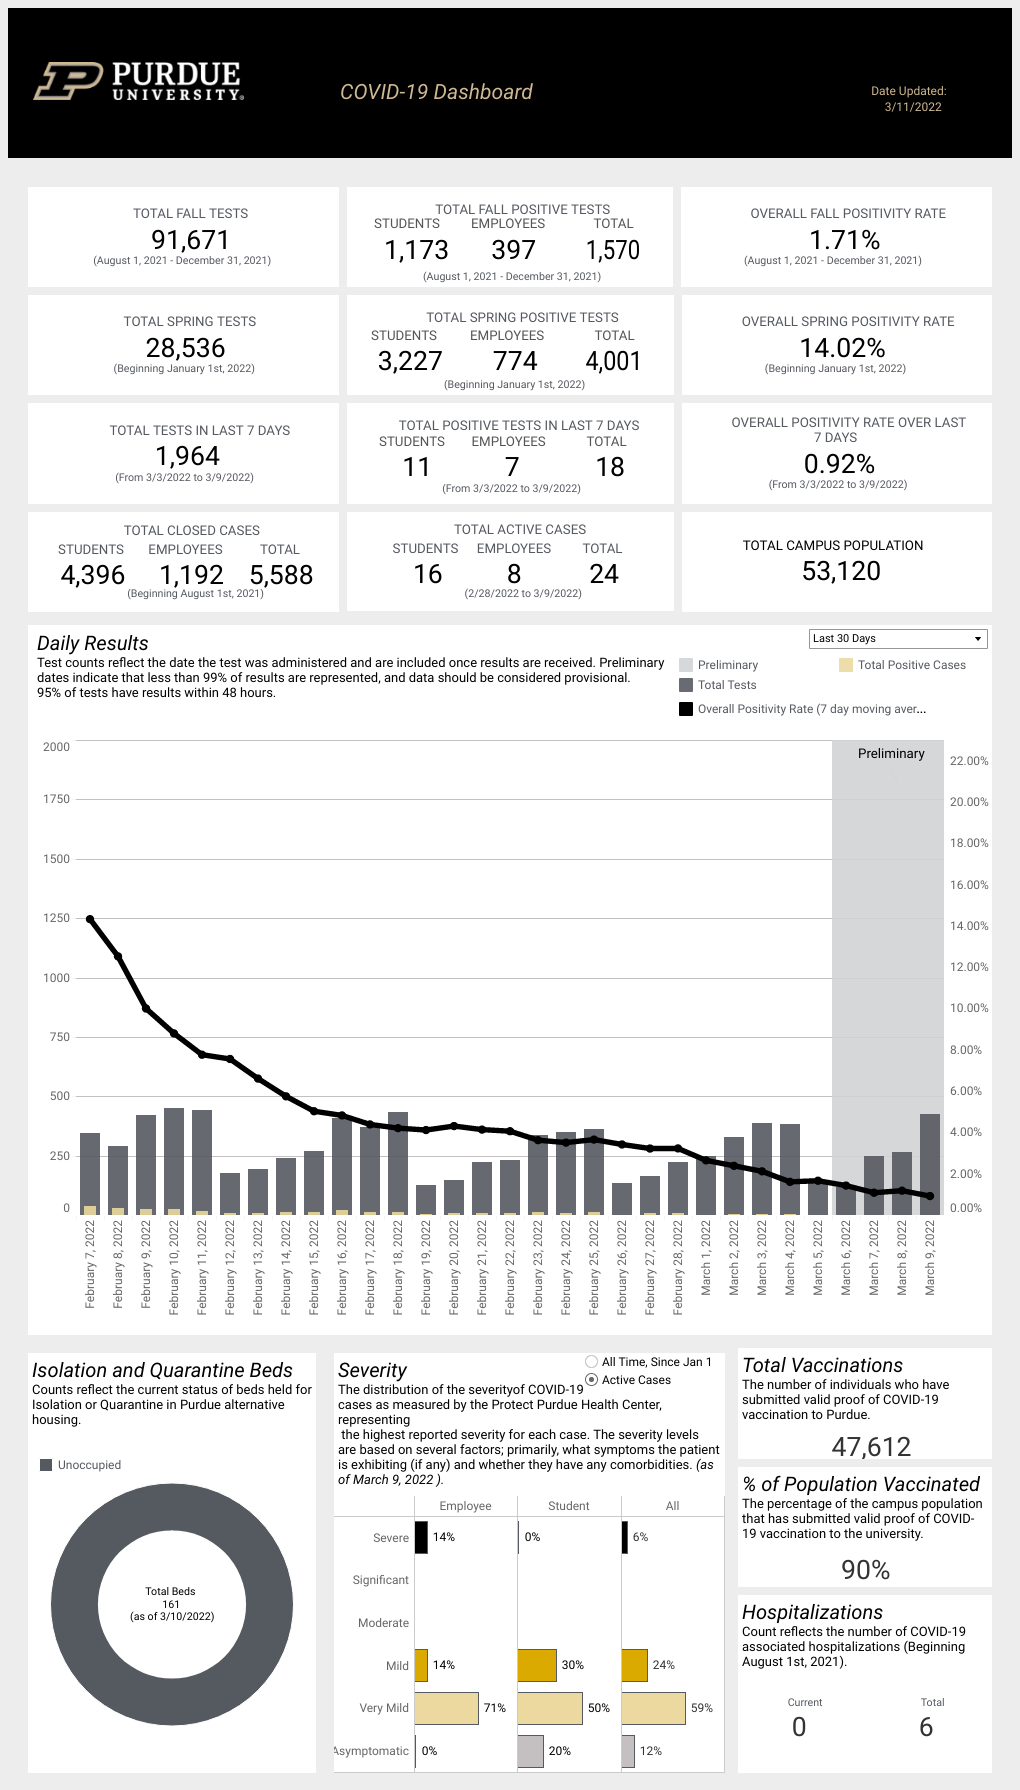 PURDUE
UNIVERSITY®
COVID-19 Dashboard
Date Updated:
3/11/2022
TOTAL FALL TESTS
91,671
(August 1, 2021 - December 31, 2021)
TOTAL FALL POSITIVE TESTS
STUDENTS EMPLOYEES TOTAL
1,173 397 1,570
(August 1, 2021 - December 31, 2021)
OVERALL FALL POSITIVITY RATE
1.71%
(August 1, 2021 - December 31, 2021)
TOTAL SPRING TESTS
28,536
(Beginning January 1st, 2022)
TOTAL SPRING POSITIVE TESTS
STUDENTS EMPLOYEES TOTAL
3,227 774 4,001
(Beginning January 1st, 2022)
OVERALL SPRING POSITIVITY RATE
14.02%
(Beginning January 1st, 2022)
TOTAL TESTS IN LAST 7 DAYS
1,964
(From 3/3/2022 to 3/9/2022)
TOTAL POSITIVE TESTS IN LAST 7 DAYS
STUDENTS EMPLOYEES TOTAL
11 7 18
(From 3/3/2022 to 3/9/2022)
OVERALL POSITIVITY RATE OVER LAST
7 DAYS
0.92%
(From 3/3/2022 to 3/9/2022)
TOTAL CLOSED CASES
STUDENTS EMPLOYEES TOTAL
4,396 1,192 5,588
(Beginning August 1st, 2021)
TOTAL ACTIVE CASES
STUDENTS EMPLOYEES TOTAL
16 8 24
(2/28/2022 to 3/9/2022)
TOTAL CAMPUS POPULATION
53,120
Daily Results
Test counts reflect the date the test was administered and are included once results are received. Preliminary
dates indicate that less than 99% of results are represented, and data should be considered provisional.
95% of tests have results within 48 hours.
Last 30 Days
Preliminary
Total Positive Cases
Total Tests
Overall Positivity Rate (7 day moving aver...
Preliminary
2000
1750
1500
1250
1000
750
500
250
0
22.00%
20.00%
18.00%
16.00%
14.00%
12.00%
10.00%
8.00%
6.00%
4.00%
2.00%
0.00%
February 7, 2022
February 8, 2022
February 9, 2022
February 10, 2022
February 11, 2022
February 12, 2022
February 13, 2022
February 14, 2022
February 15, 2022
February 16, 2022
February 17, 2022
February 18, 2022
February 19, 2022
February 20, 2022
February 21, 2022
February 22, 2022
February 23, 2022
February 24, 2022
February 25, 2022
February 26, 2022
February 27, 2022
February 28, 2022
March 1, 2022
March 2, 2022
March 3, 2022
March 4, 2022
March 5, 2022
March 6, 2022
March 7, 2022
March 8, 2022
March 9, 2022
Isolation and Quarantine Beds
Counts reflect the current status of beds held for
Isolation or Quarantine in Purdue alternative
housing.
Unoccupied
Total Beds
161
(as of 3/10/2022)
Severity
All Time, Since Jan 1
Active Cases
The distribution of the severityof COVID-19
cases as measured by the Protect Purdue Health Center,
representing
the highest reported severity for each case. The severity levels
are based on several factors; primarily, what symptoms the patient
is exhibiting (if any) and whether they have any comorbidities. (as
of March 9, 2022 ).
Employee Student All
Severe 14% 0% 6%
Significant
Moderate
Mild 14% 30% 24%
Very Mild 71% 50% 59%
Asymptomatic 0% 20% 12%
Total Vaccinations
The number of individuals who have
submitted valid proof of COVID-19
vaccination to Purdue.
47,612
% of Population Vaccinated
The percentage of the campus population
that has submitted valid proof of COVID-
19 vaccination to the university.
90%
Hospitalizations
Count reflects the number of COVID-19
associated hospitalizations (Beginning
August 1st, 2021).
Current Total
0 6